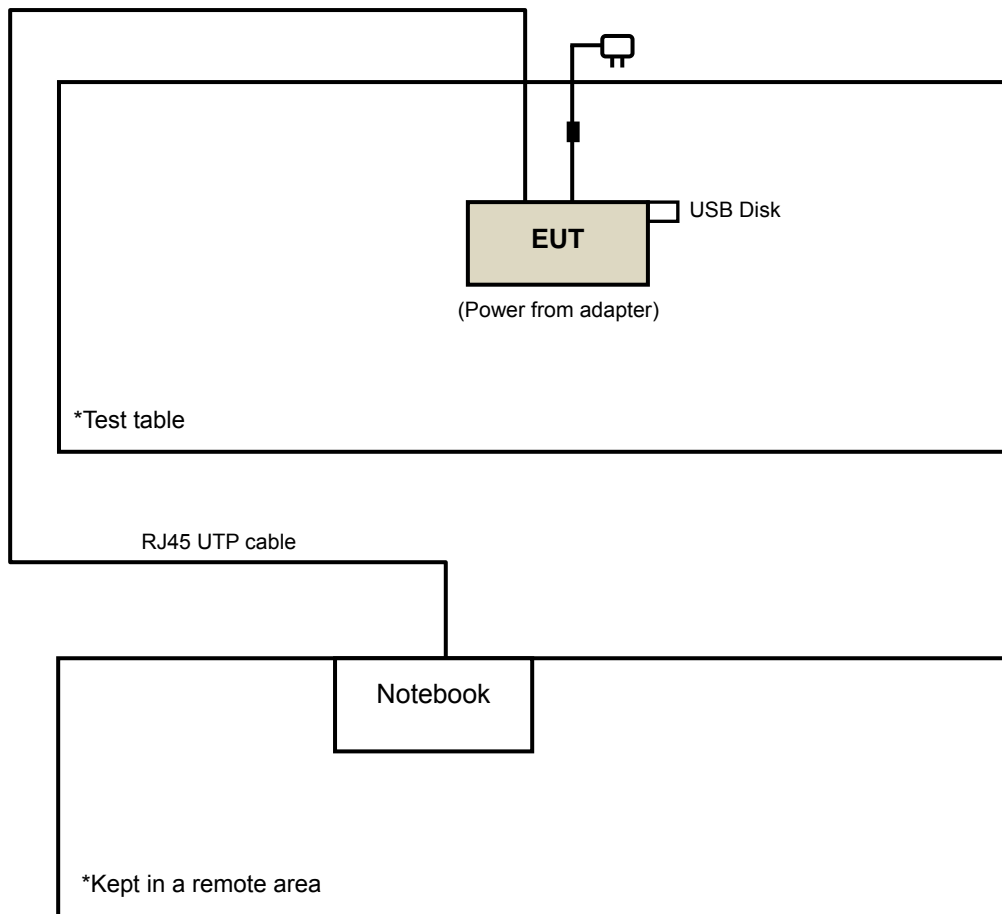 USB Disk
EUT
(Power from adapter)
*Test table
RJ45 UTP cable
Notebook
*Kept in a remote area